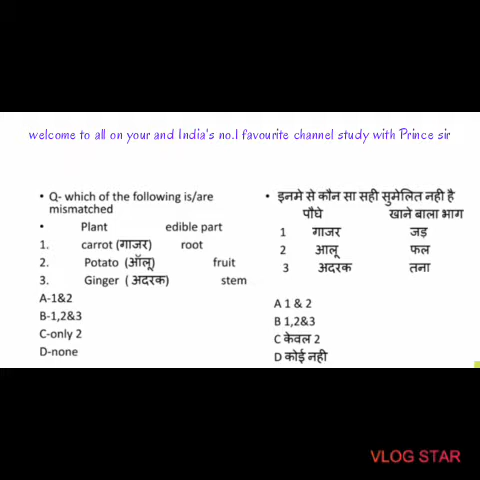 welcome to all on your and India's no.1 favourite channel study with Prince sir
• Q- which of the following is/are
mismatched
• Plant edible part
1. carrot (गाजर) root
2. Potato (ऑलू) fruit
3. Ginger ( अदरक) stem
A-1&2
B-1,2&3
C-only 2
D-none
• इनमे से कौन सा सही सुमेलित नही है
पौधे खाने बाला भाग
1 गाजर जड़
2 आलू फल
3 अदरक तना
A 1 & 2
B 1,2&3
C केवल 2
D कोई नही
VLOG STAR